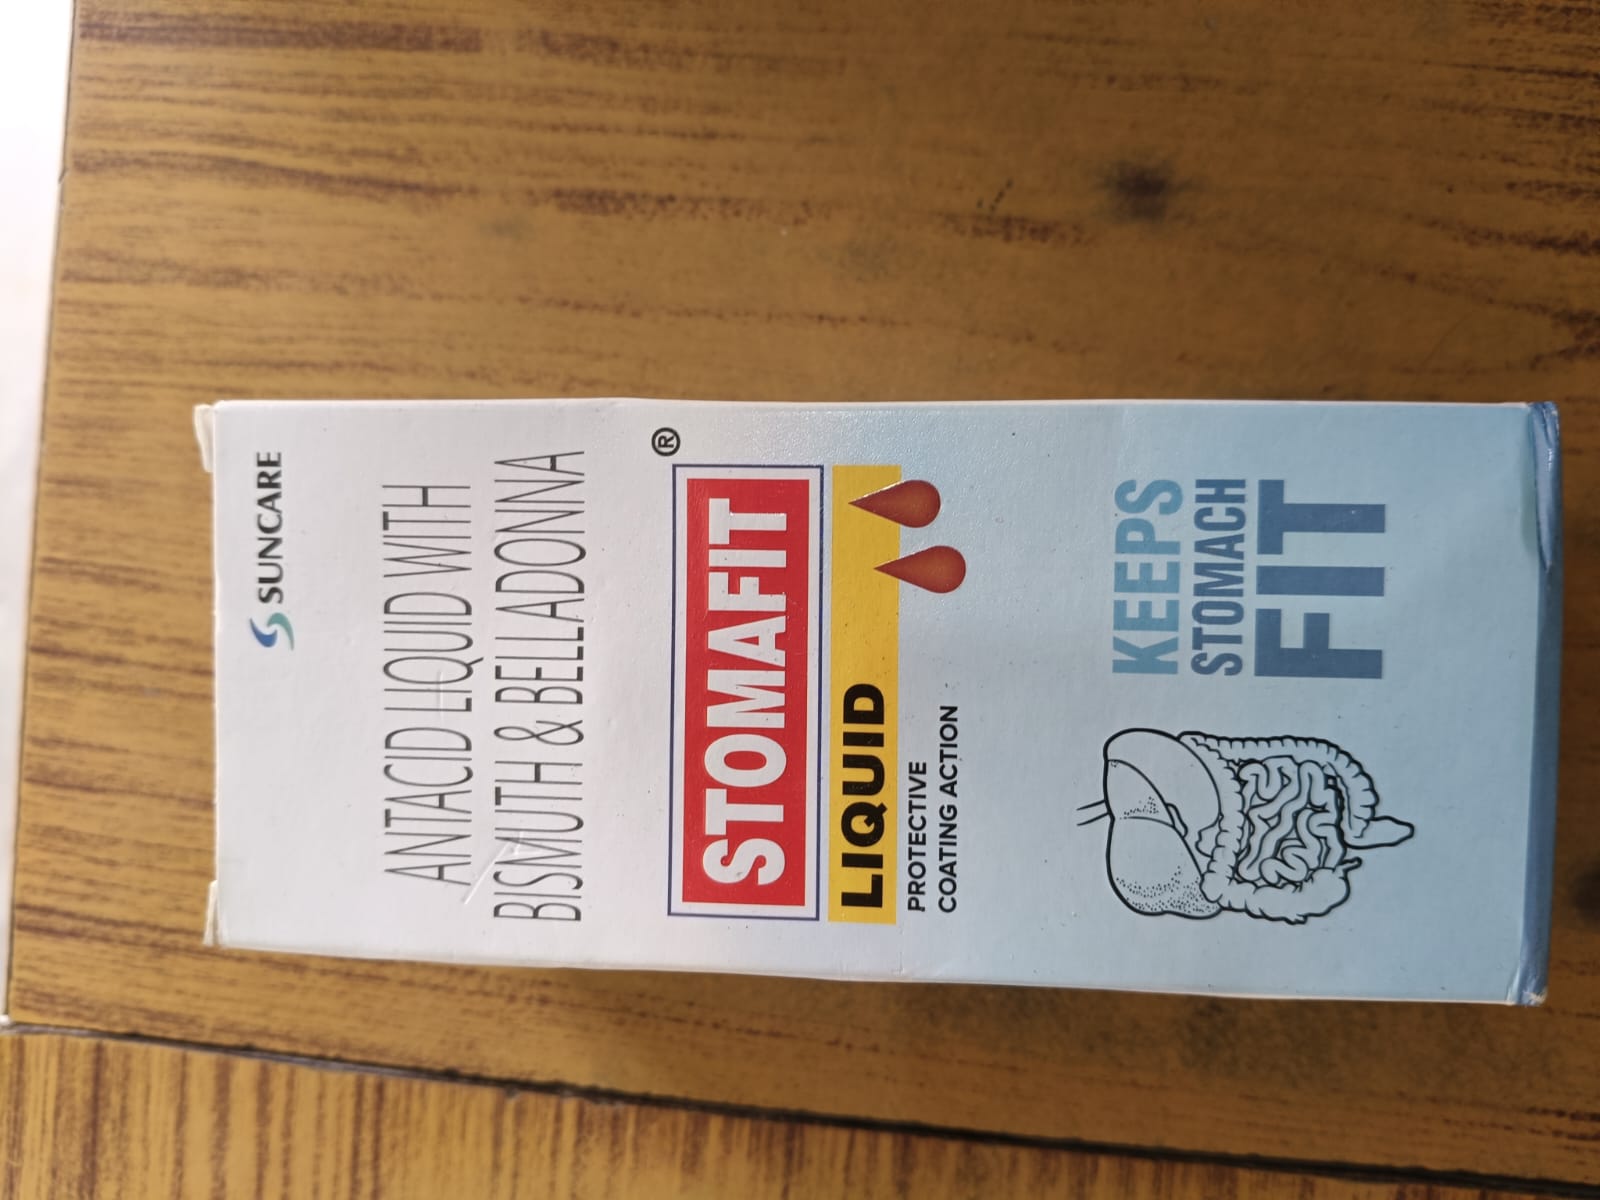 SUNCARE
ANTACID LIQUID WITH
BISMUTH & BELLADONNA
STOMAFIT®
LIQUID
PROTECTIVE
COATING ACTION
KEEPS
STOMACH
FIT